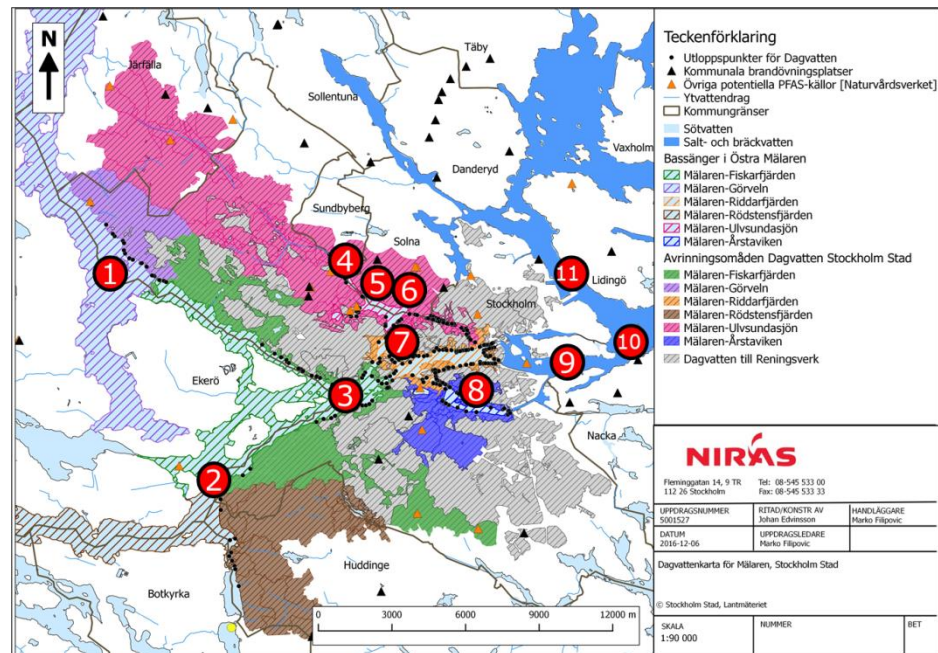 N
Järfälla
Täby
Sollentuna
Vaxholm
Danderyd
Sundbyberg
Solna
Lidingö
Stockholm
Ekerö
Nacka
Huddinge
Botkyrka
1
2
3
4
5
6
7
8
9
10
11
0 3000 6000 9000 12000 m
Teckenförklaring
Utloppspunkter för Dagvatten
Kommunala brandövningsplatser
Övriga potentiella PFAS-källor [Naturvårdsverket]
Ytvattendrag
Kommungränser
Sötvatten
Salt- och bräckvatten
Bassänger i Östra Mälaren
Mälaren-Fiskarfjärden
Mälaren-Görveln
Mälaren-Riddarfjärden
Mälaren-Rödstensfjärden
Mälaren-Ulvsundasjön
Mälaren-Årstaviken
Avrinningsområden Dagvatten Stockholm Stad
Mälaren-Fiskarfjärden
Mälaren-Görveln
Mälaren-Riddarfjärden
Mälaren-Rödstensfjärden
Mälaren-Ulvsundasjön
Mälaren-Årstaviken
Dagvatten till Reningsverk
NIRÁS
Fleminggatan 14, 9 TR Tel: 08-545 533 00
112 26 Stockholm Fax: 08-545 533 33
UPPDRAGSNUMMER RITAD/KONSTR AV HANDLÄGGARE
5001527 Johan Edvinsson Marko Filipovic
DATUM UPPDRAGSLEDARE
2016-12-06 Marko Filipovic
Dagvattenkarta för Mälaren, Stockholm Stad
© Stockholm Stad, Lantmäteriet
SKALA NUMMER BET
1:90 000